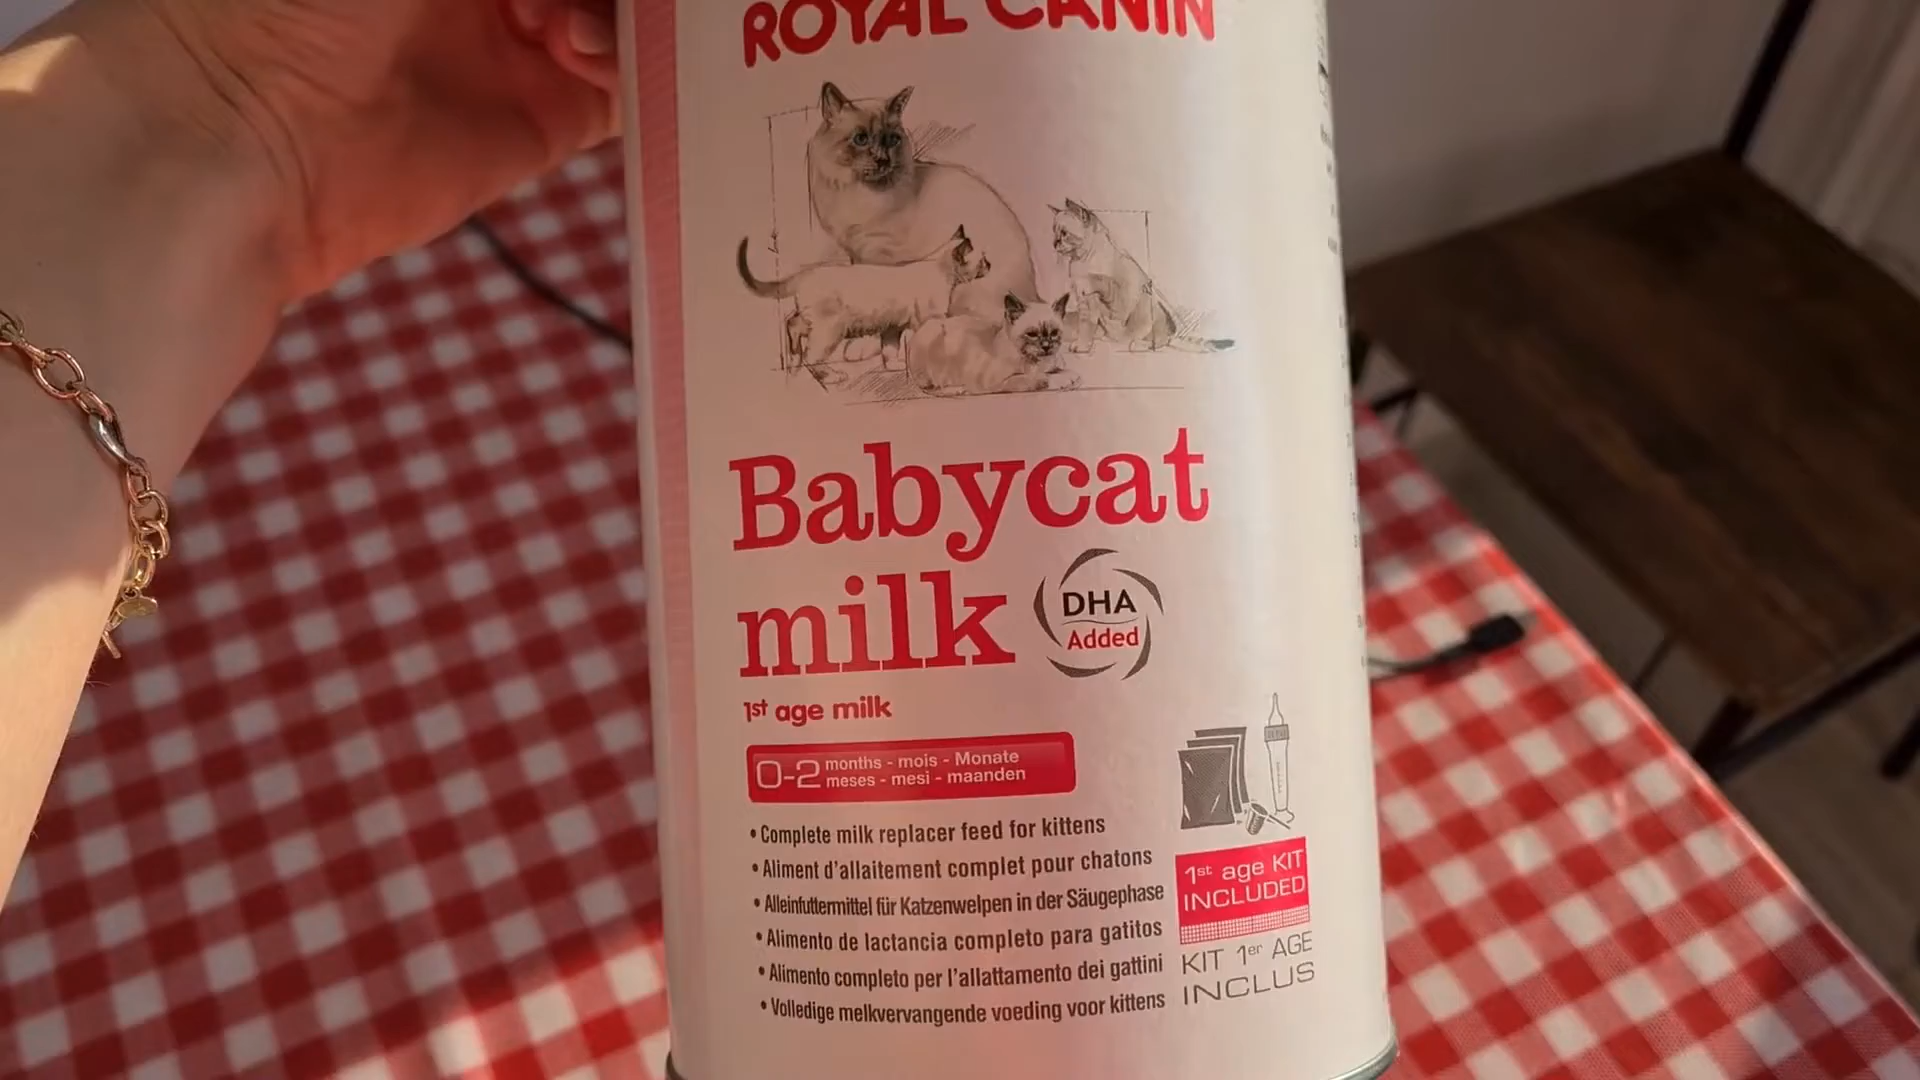 ROYAL CANIN
Babycat
milk
DHA
Added
1st age milk
0-2 months - mois - Monate
meses - mesi - maanden
• Complete milk replacer feed for kittens
• Aliment d'allaitement complet pour chatons
• Alleinfuttermittel für Katzenwelpen in der Säugephase
• Alimento de lactancia completo para gatitos
• Alimento completo per l'allattamento dei gattini
• Volledige melkvervangende voeding voor kittens
1st age KIT
INCLUDED
KIT 1er AGE
INCLUS